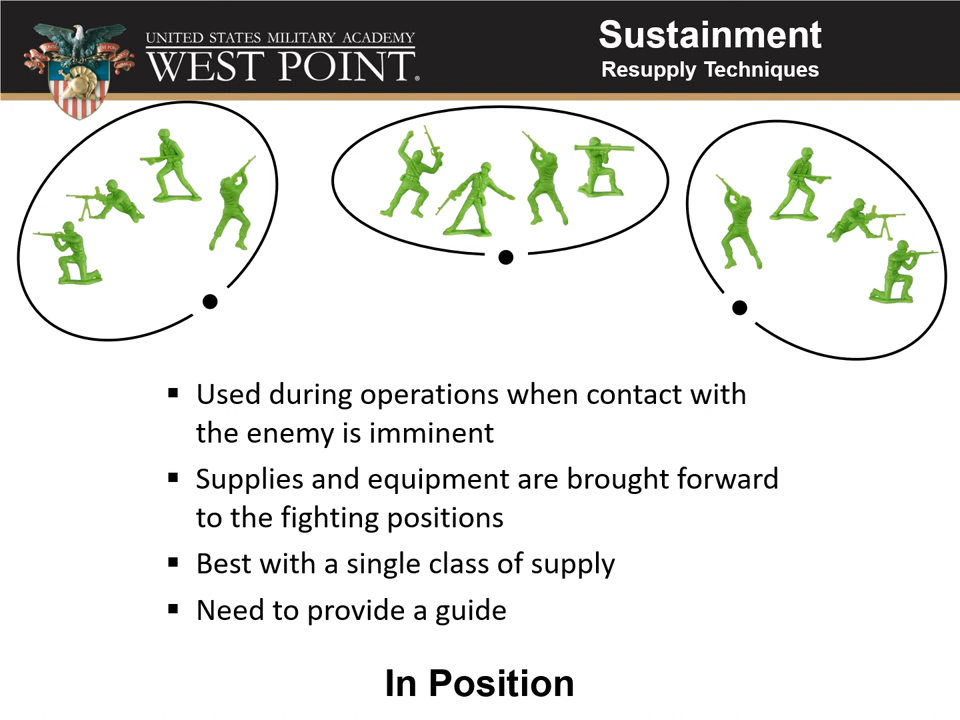 UNITED STATES MILITARY ACADEMY
WEST POINT®
Sustainment
Resupply Techniques
▪ Used during operations when contact with
the enemy is imminent
▪ Supplies and equipment are brought forward
to the fighting positions
▪ Best with a single class of supply
▪ Need to provide a guide
In Position